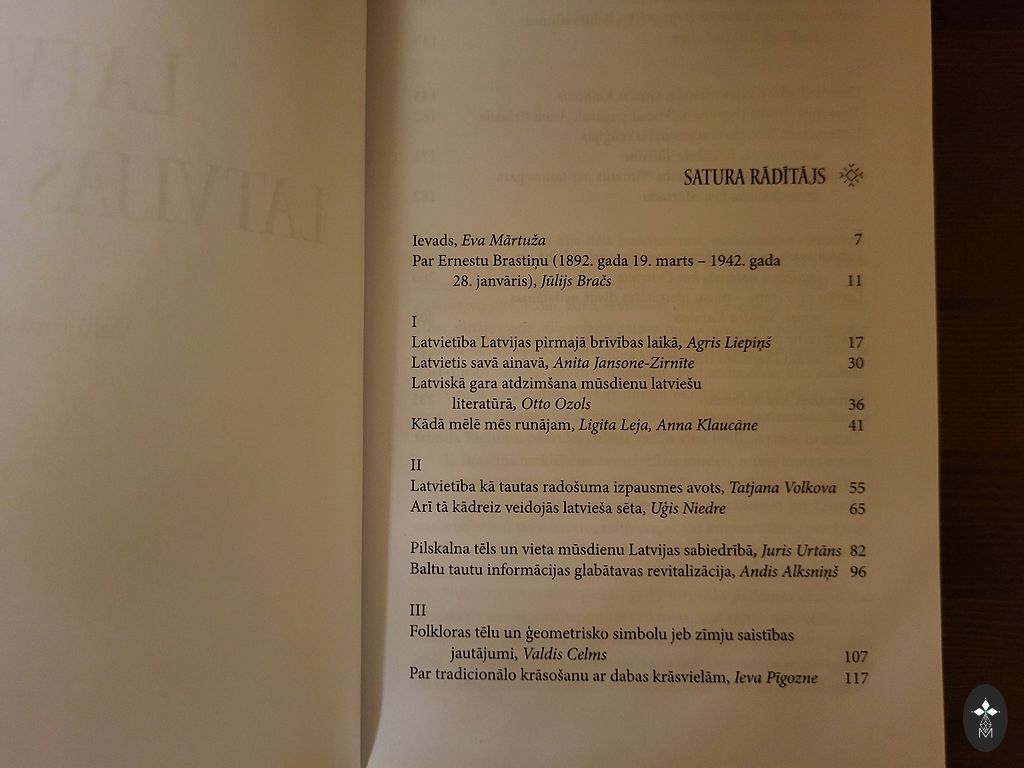 SATURA RĀDĪTĀJS
Ievads, Eva Mārtuža 7
Par Ernestu Brastiņu (1892. gada 19. marts – 1942. gada
28. janvāris), Jūlijs Bračs 11
I
Latvietība Latvijas pirmajā brīvības laikā, Agris Liepiņš 17
Latvietis savā ainavā, Anita Jansone-Zirnīte 30
Latviskā gara atdzimšana mūsdienu latviešu
literatūrā, Otto Ozols 36
Kādā mēlē mēs runājam, Ligita Leja, Anna Klaucāne 41
II
Latvietība kā tautas radošuma izpausmes avots, Tatjana Volkova 55
Arī tā kādreiz veidojās latvieša sēta, Uģis Niedre 65
Pilskalna tēls un vieta mūsdienu Latvijas sabiedrībā, Juris Urtāns 82
Baltu tautu informācijas glabātavas revitalizācija, Andis Alksniņš 96
III
Folkloras tēlu un ģeometrisko simbolu jeb zīmju saistības
jautājumi, Valdis Celms 107
Par tradicionālo krāsošanu ar dabas krāsvielām, Ieva Pīgozne 117
LATV
LATVIJAS
M